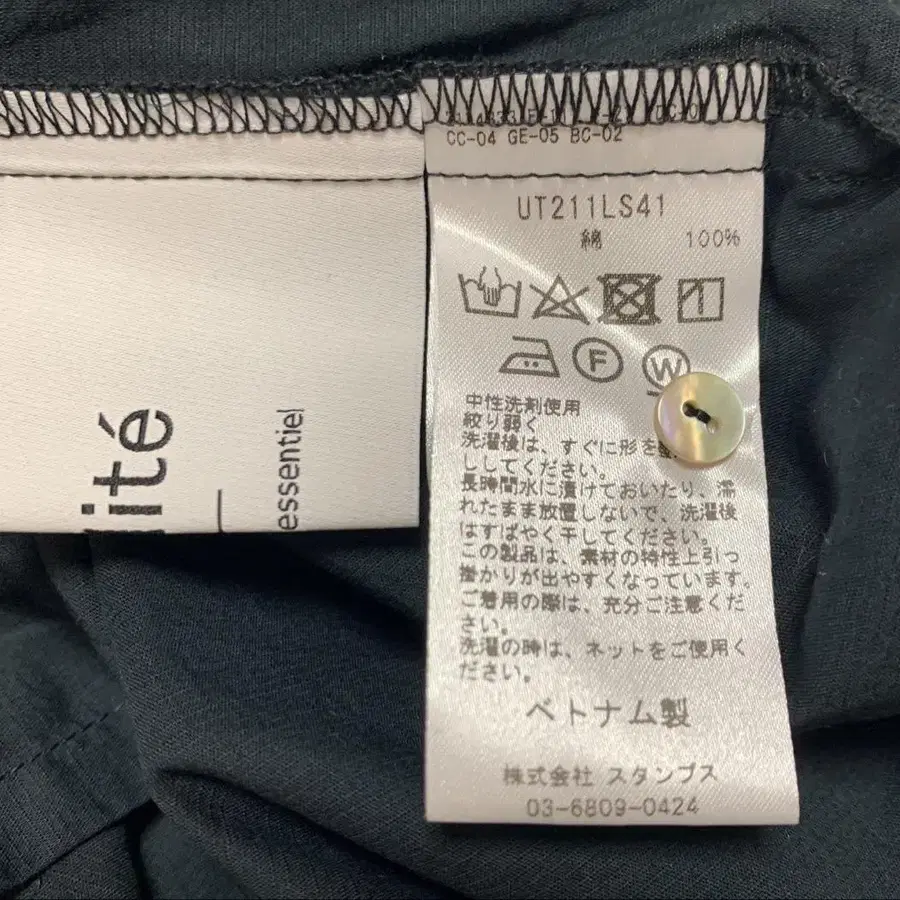 CC-04 GE-05 BC-02
UT211LS41
綿 100%
1
F
W
中性洗剤使用
絞り弱く
洗濯後は、すぐに形を
ししてください。
長時間水に漬けておいたり、濡
れたまま放置しないで、洗濯後
はすばやく干してください。
この製品は、素材の特性上引っ
掛かりが出やすくなっています。
ご着用の際は、充分ご注意くだ
さい。
洗濯の時は、ネットをご使用く
ださい。
ベトナム製
株式会社 スタンプス
03-6809-0424
lité
essentiel